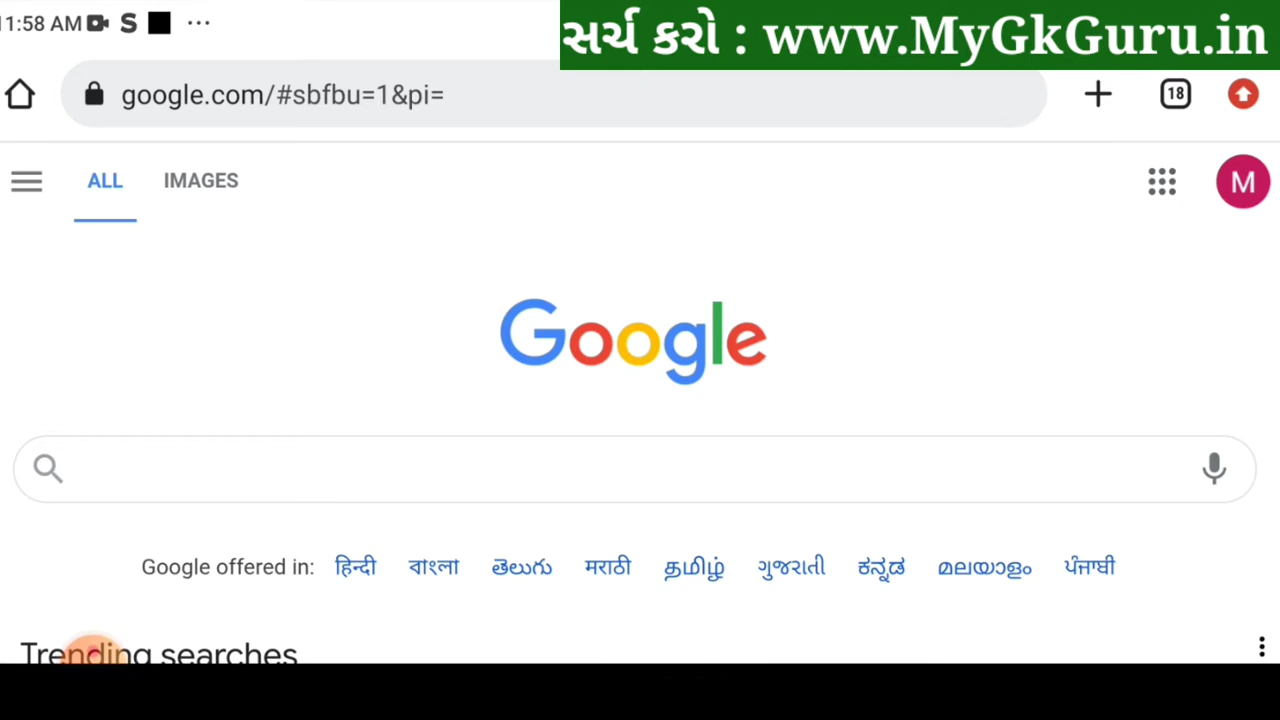 1:58 AM S ...
સર્ચ કરો : www.MyGkGuru.in
google.com/#sbfbu=1&pi=
18
ALL IMAGES
M
Google
Google offered in: हिन्दी বাংলা తెలుగు मराठी தமிழ் ગુજરાતી ಕನ್ನಡ മലയാളം ਪੰਜਾਬੀ
Trending searches